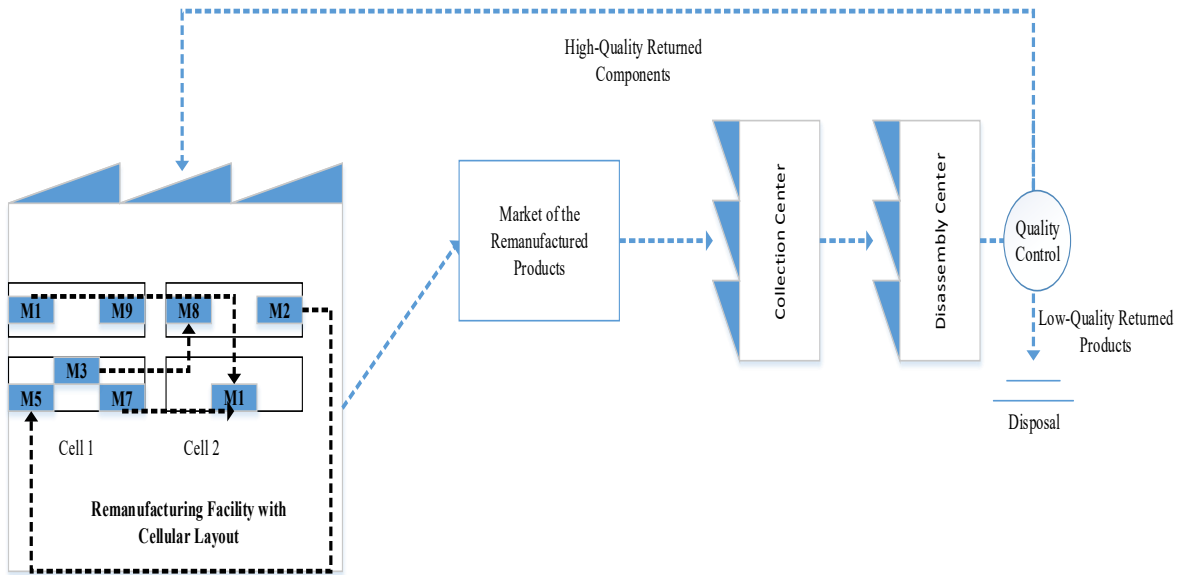 High-Quality Returned
Components
Market of the
Remanufactured
Products
Collection Center
Disassembly Center
Quality
Control
Low-Quality Returned
Products
Disposal
M1
M9
M8
M2
M3
M5
M7
M1
Cell 1
Cell 2
Remanufacturing Facility with
Cellular Layout